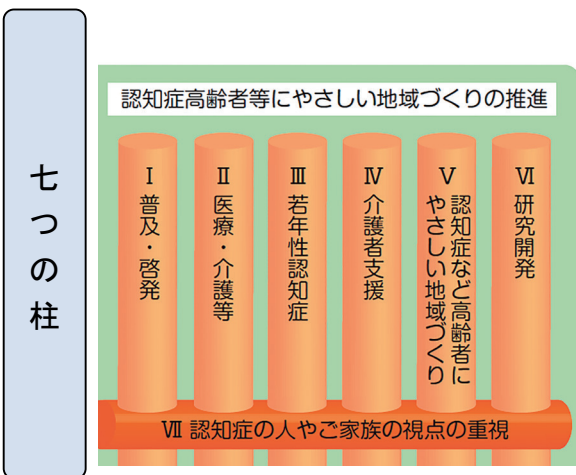 七つの柱
認知症高齢者等にやさしい地域づくりの推進
Ⅰ 普及・啓発
Ⅱ 医療・介護等
Ⅲ 若年性認知症
Ⅳ 介護者支援
Ⅴ 認知症など高齢者に
やさしい地域づくり
Ⅵ 研究開発
Ⅶ 認知症の人やご家族の視点の重視